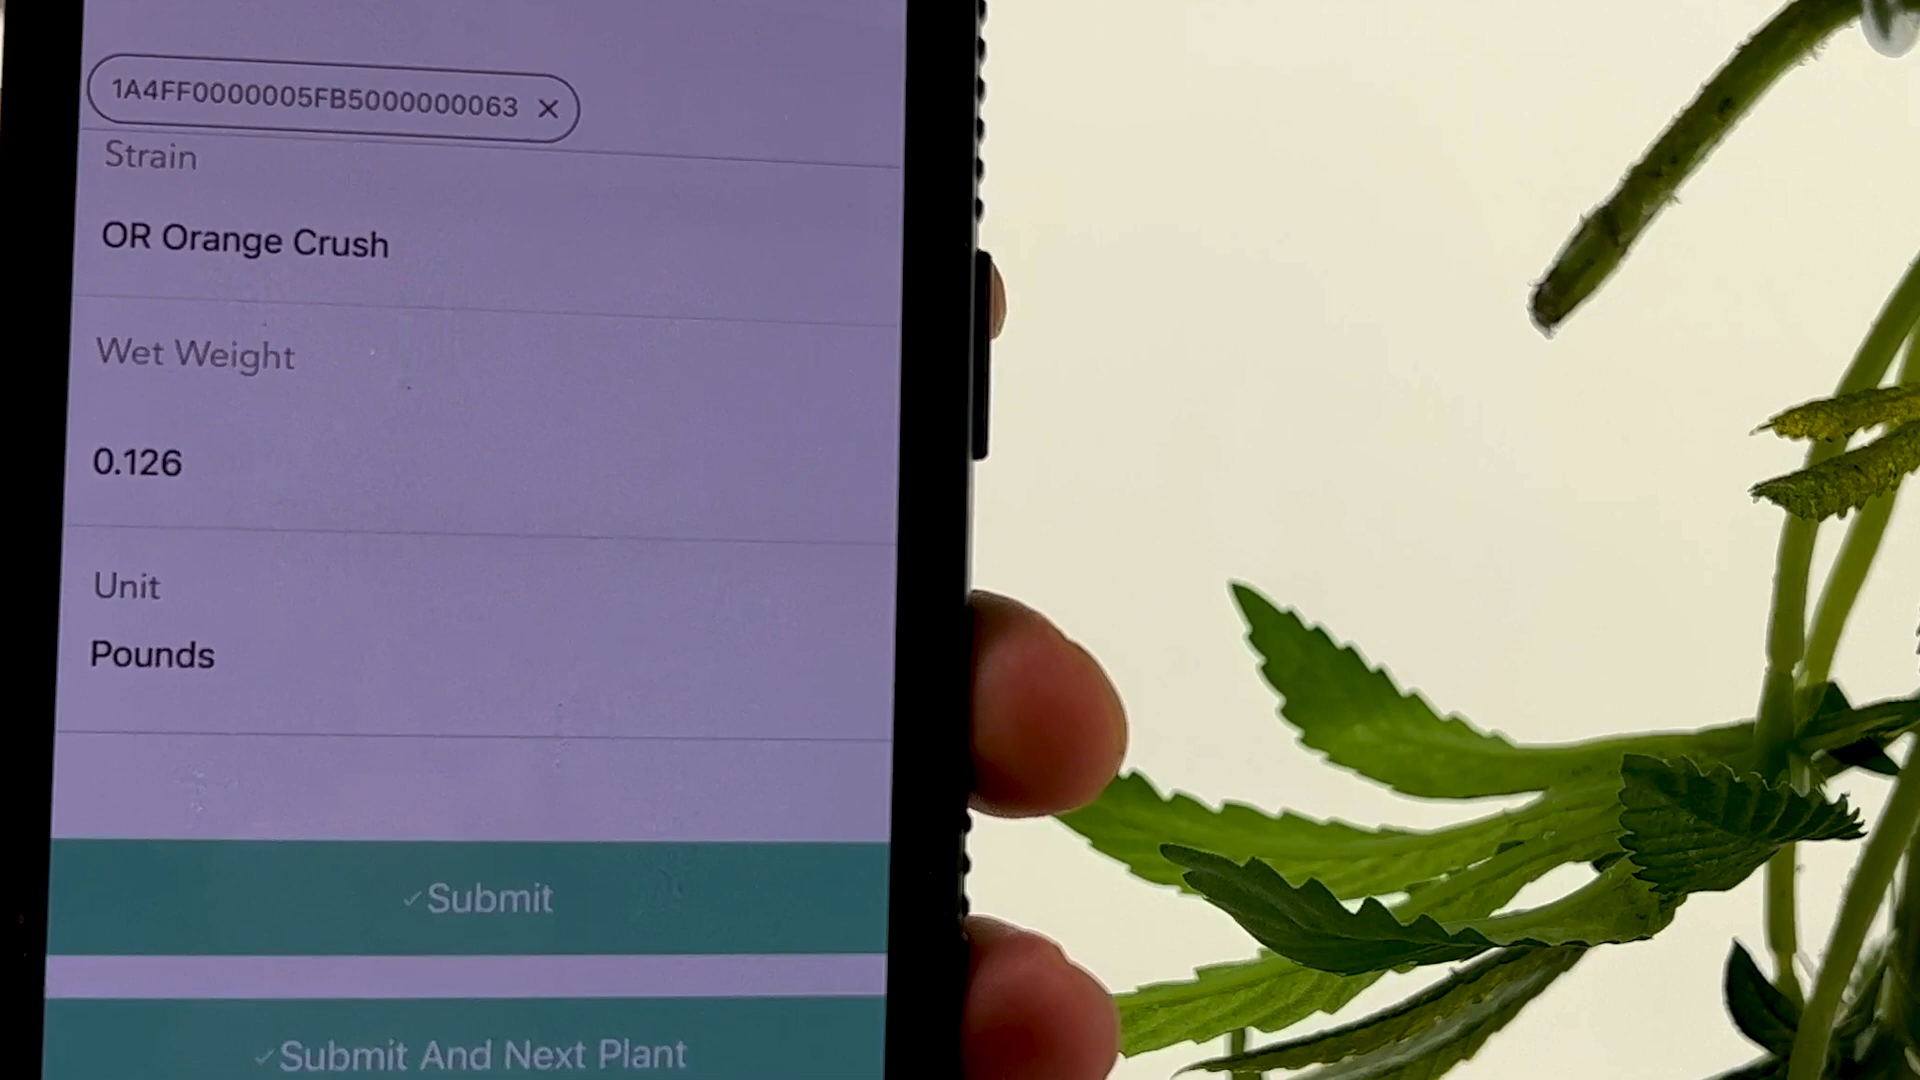 1A4FF0000005FB5000000063 ×
Strain
OR Orange Crush
Wet Weight
0.126
Unit
Pounds
✓Submit
✓Submit And Next Plant